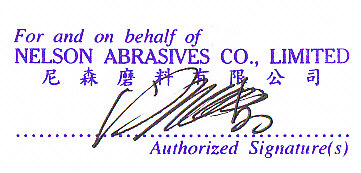 For and on behalf of
NELSON ABRASIVES CO., LIMITED
尼森磨料有限公司
Authorized Signature(s)